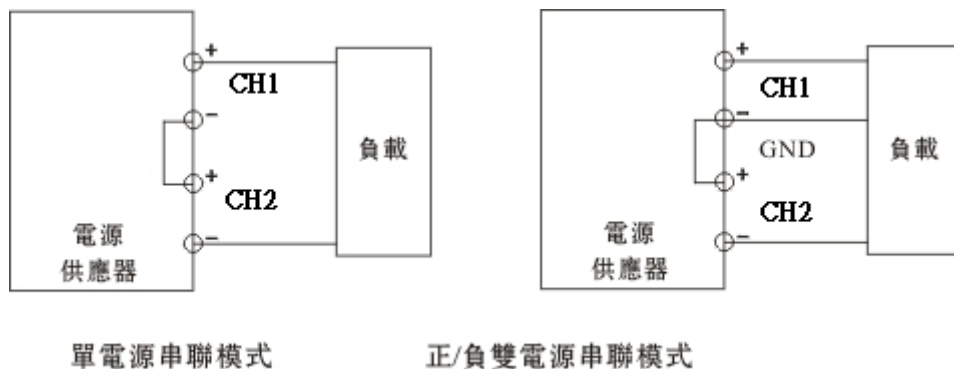 +
CH1
-
+
CH2
-
負載
電源
供應器
單電源串聯模式
+
CH1
-
GND
+
CH2
-
負載
電源
供應器
正/負雙電源串聯模式